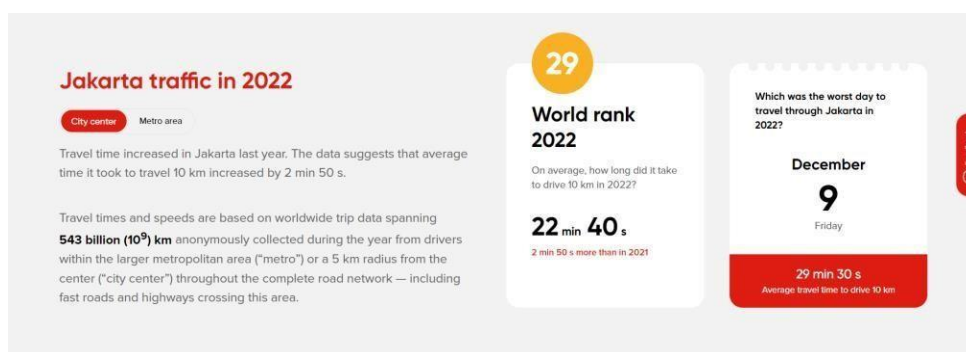 Jakarta traffic in 2022
City center Metro area
Travel time increased in Jakarta last year. The data suggests that average
time it took to travel 10 km increased by 2 min 50 s.
Travel times and speeds are based on worldwide trip data spanning
543 billion (10⁹) km anonymously collected during the year from drivers
within the larger metropolitan area ("metro") or a 5 km radius from the
center ("city center") throughout the complete road network — including
fast roads and highways crossing this area.
29
World rank
2022
On average, how long did it take
to drive 10 km in 2022?
22 min 40 s
2 min 50 s more than in 2021
Which was the worst day to
travel through Jakarta in
2022?
December
9
Friday
29 min 30 s
Average travel time to drive 10 km